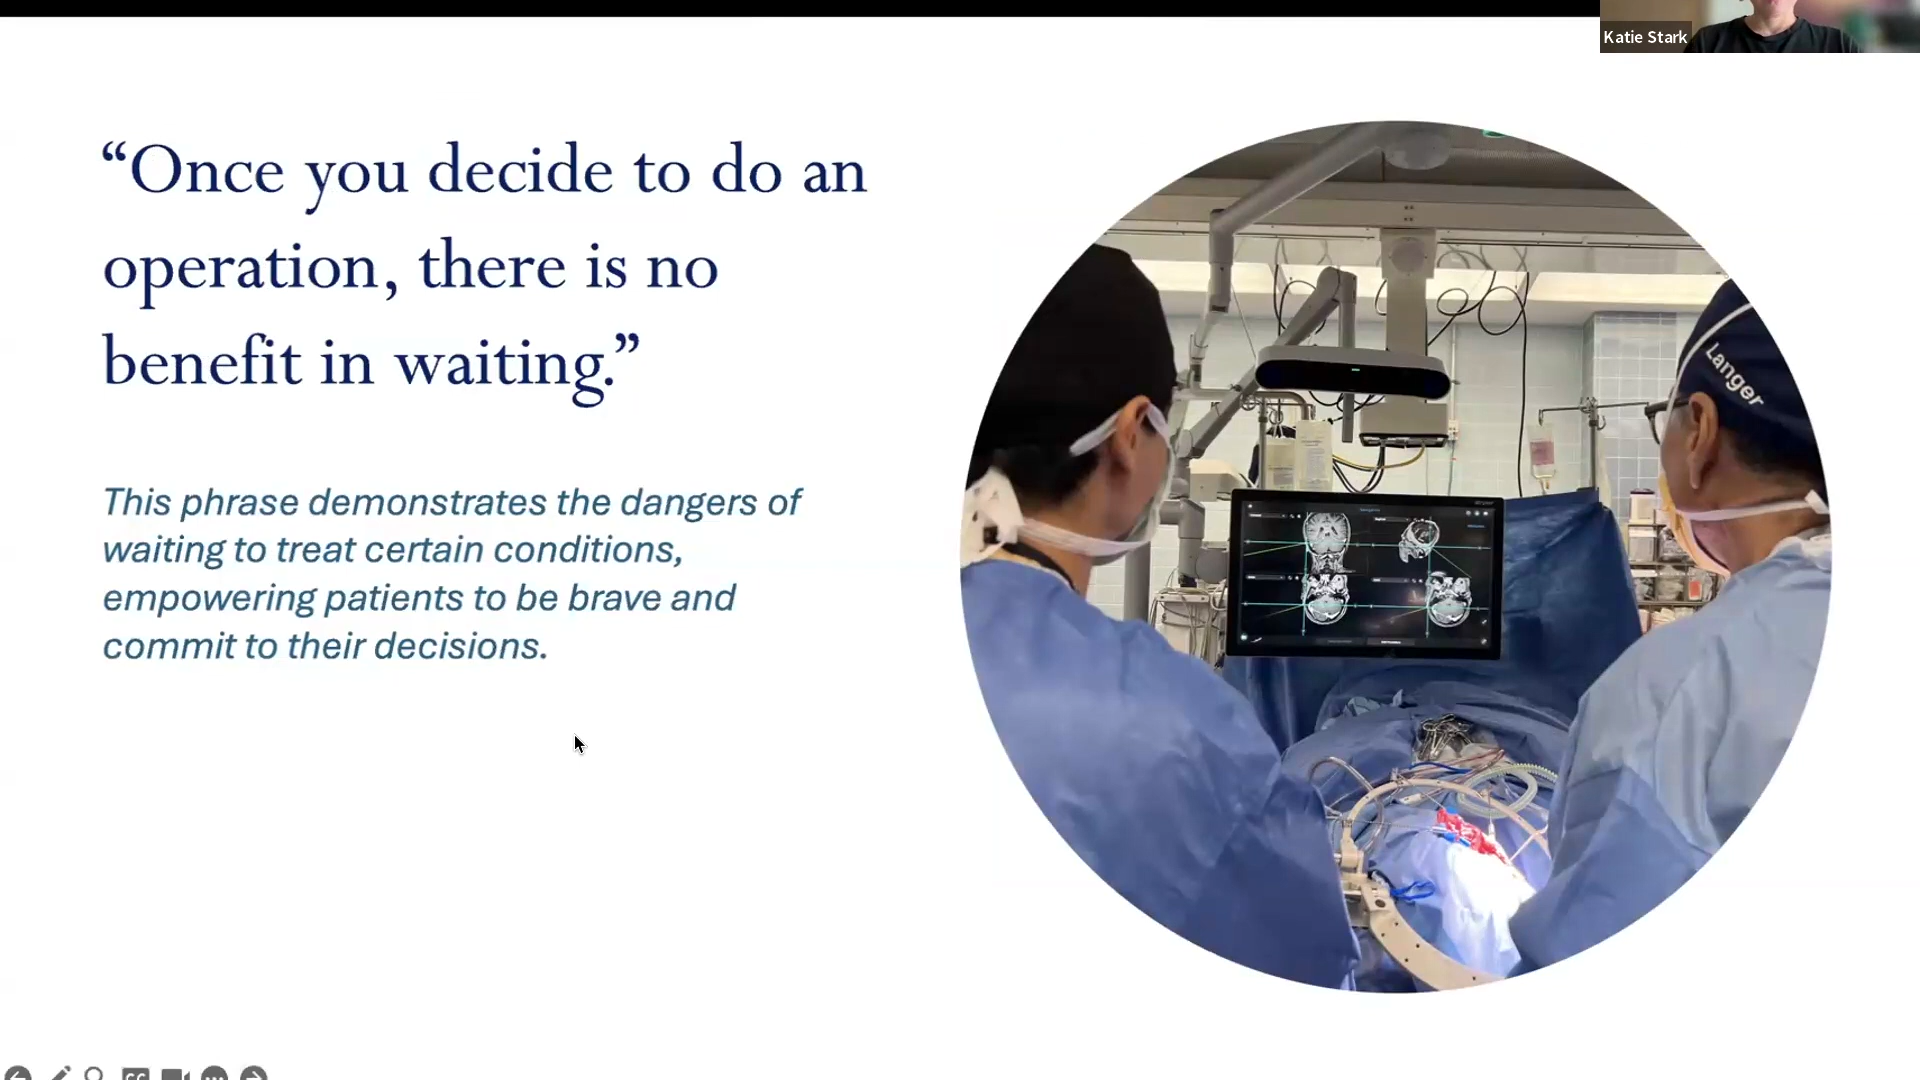 Katie Stark
“Once you decide to do an
operation, there is no
benefit in waiting.”
This phrase demonstrates the dangers of
waiting to treat certain conditions,
empowering patients to be brave and
commit to their decisions.
Langer